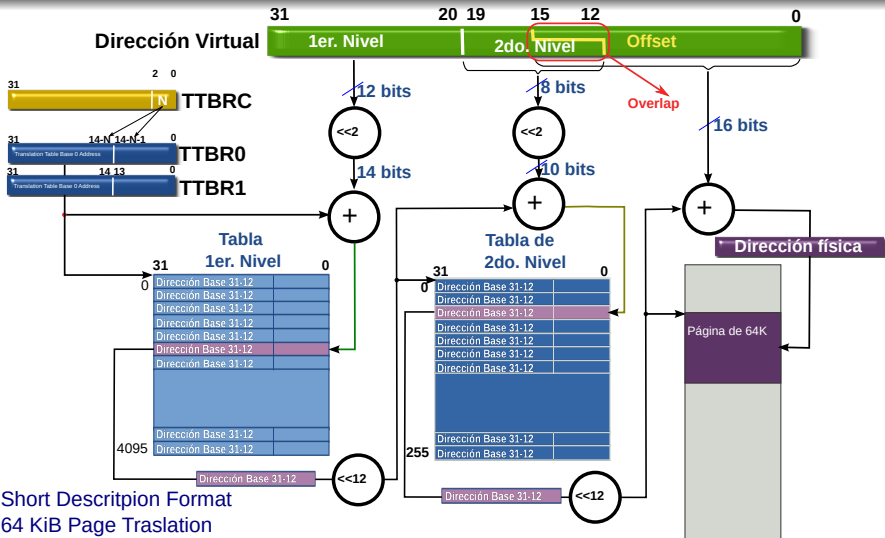 31 20 19 15 12 0
Dirección Virtual 1er. Nivel 2do. Nivel Offset
31 2 0
N TTBRC
12 bits
8 bits
Overlap
31 14-N 14-N-1 0
Translation Table Base 0 Address TTBR0
<<2
<<2
16 bits
31 14 13 0
Translation Table Base 0 Address TTBR1
14 bits
10 bits
+
+
+
Tabla
1er. Nivel
Tabla de
2do. Nivel
Dirección física
31 0
31 0
0
Dirección Base 31-12
Dirección Base 31-12
Dirección Base 31-12
Dirección Base 31-12
Dirección Base 31-12
Dirección Base 31-12
Dirección Base 31-12
4095
Dirección Base 31-12
Dirección Base 31-12
0
Dirección Base 31-12
Dirección Base 31-12
Dirección Base 31-12
Dirección Base 31-12
Dirección Base 31-12
Dirección Base 31-12
Dirección Base 31-12
255
Dirección Base 31-12
Dirección Base 31-12
Página de 64K
Dirección Base 31-12 <<12
Dirección Base 31-12 <<12
Short Descritpion Format
64 KiB Page Traslation